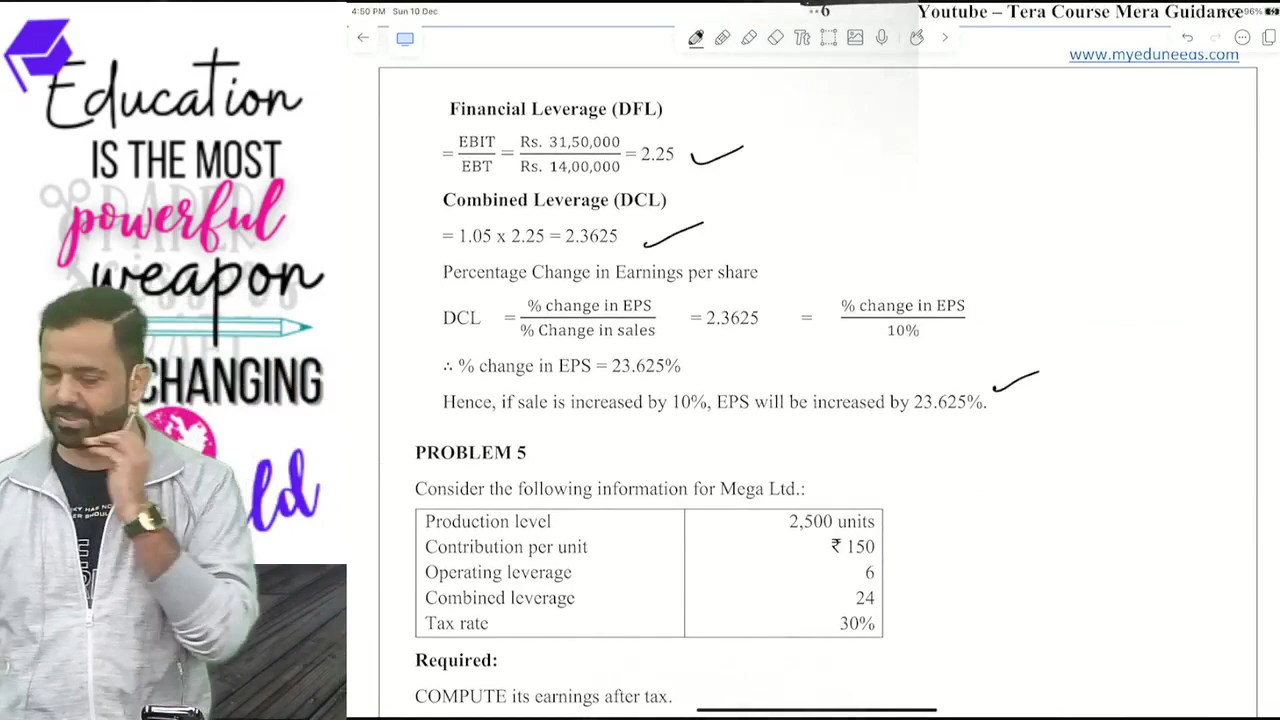 4:50 PM Sun 10 Dec
6
Youtube – Tera Course Mera Guidance
96%
www.myeduneeds.com
Education
IS THE MOST
powerful
weapon
CHANGING
ld
Financial Leverage (DFL)
= EBIT / EBT = Rs. 31,50,000 / Rs. 14,00,000 = 2.25
Combined Leverage (DCL)
= 1.05 x 2.25 = 2.3625
Percentage Change in Earnings per share
DCL = % change in EPS / % Change in sales = 2.3625 = % change in EPS / 10%
∴ % change in EPS = 23.625%
Hence, if sale is increased by 10%, EPS will be increased by 23.625%.
PROBLEM 5
Consider the following information for Mega Ltd.:
Production level 2,500 units
Contribution per unit ₹ 150
Operating leverage 6
Combined leverage 24
Tax rate 30%
Required:
COMPUTE its earnings after tax.